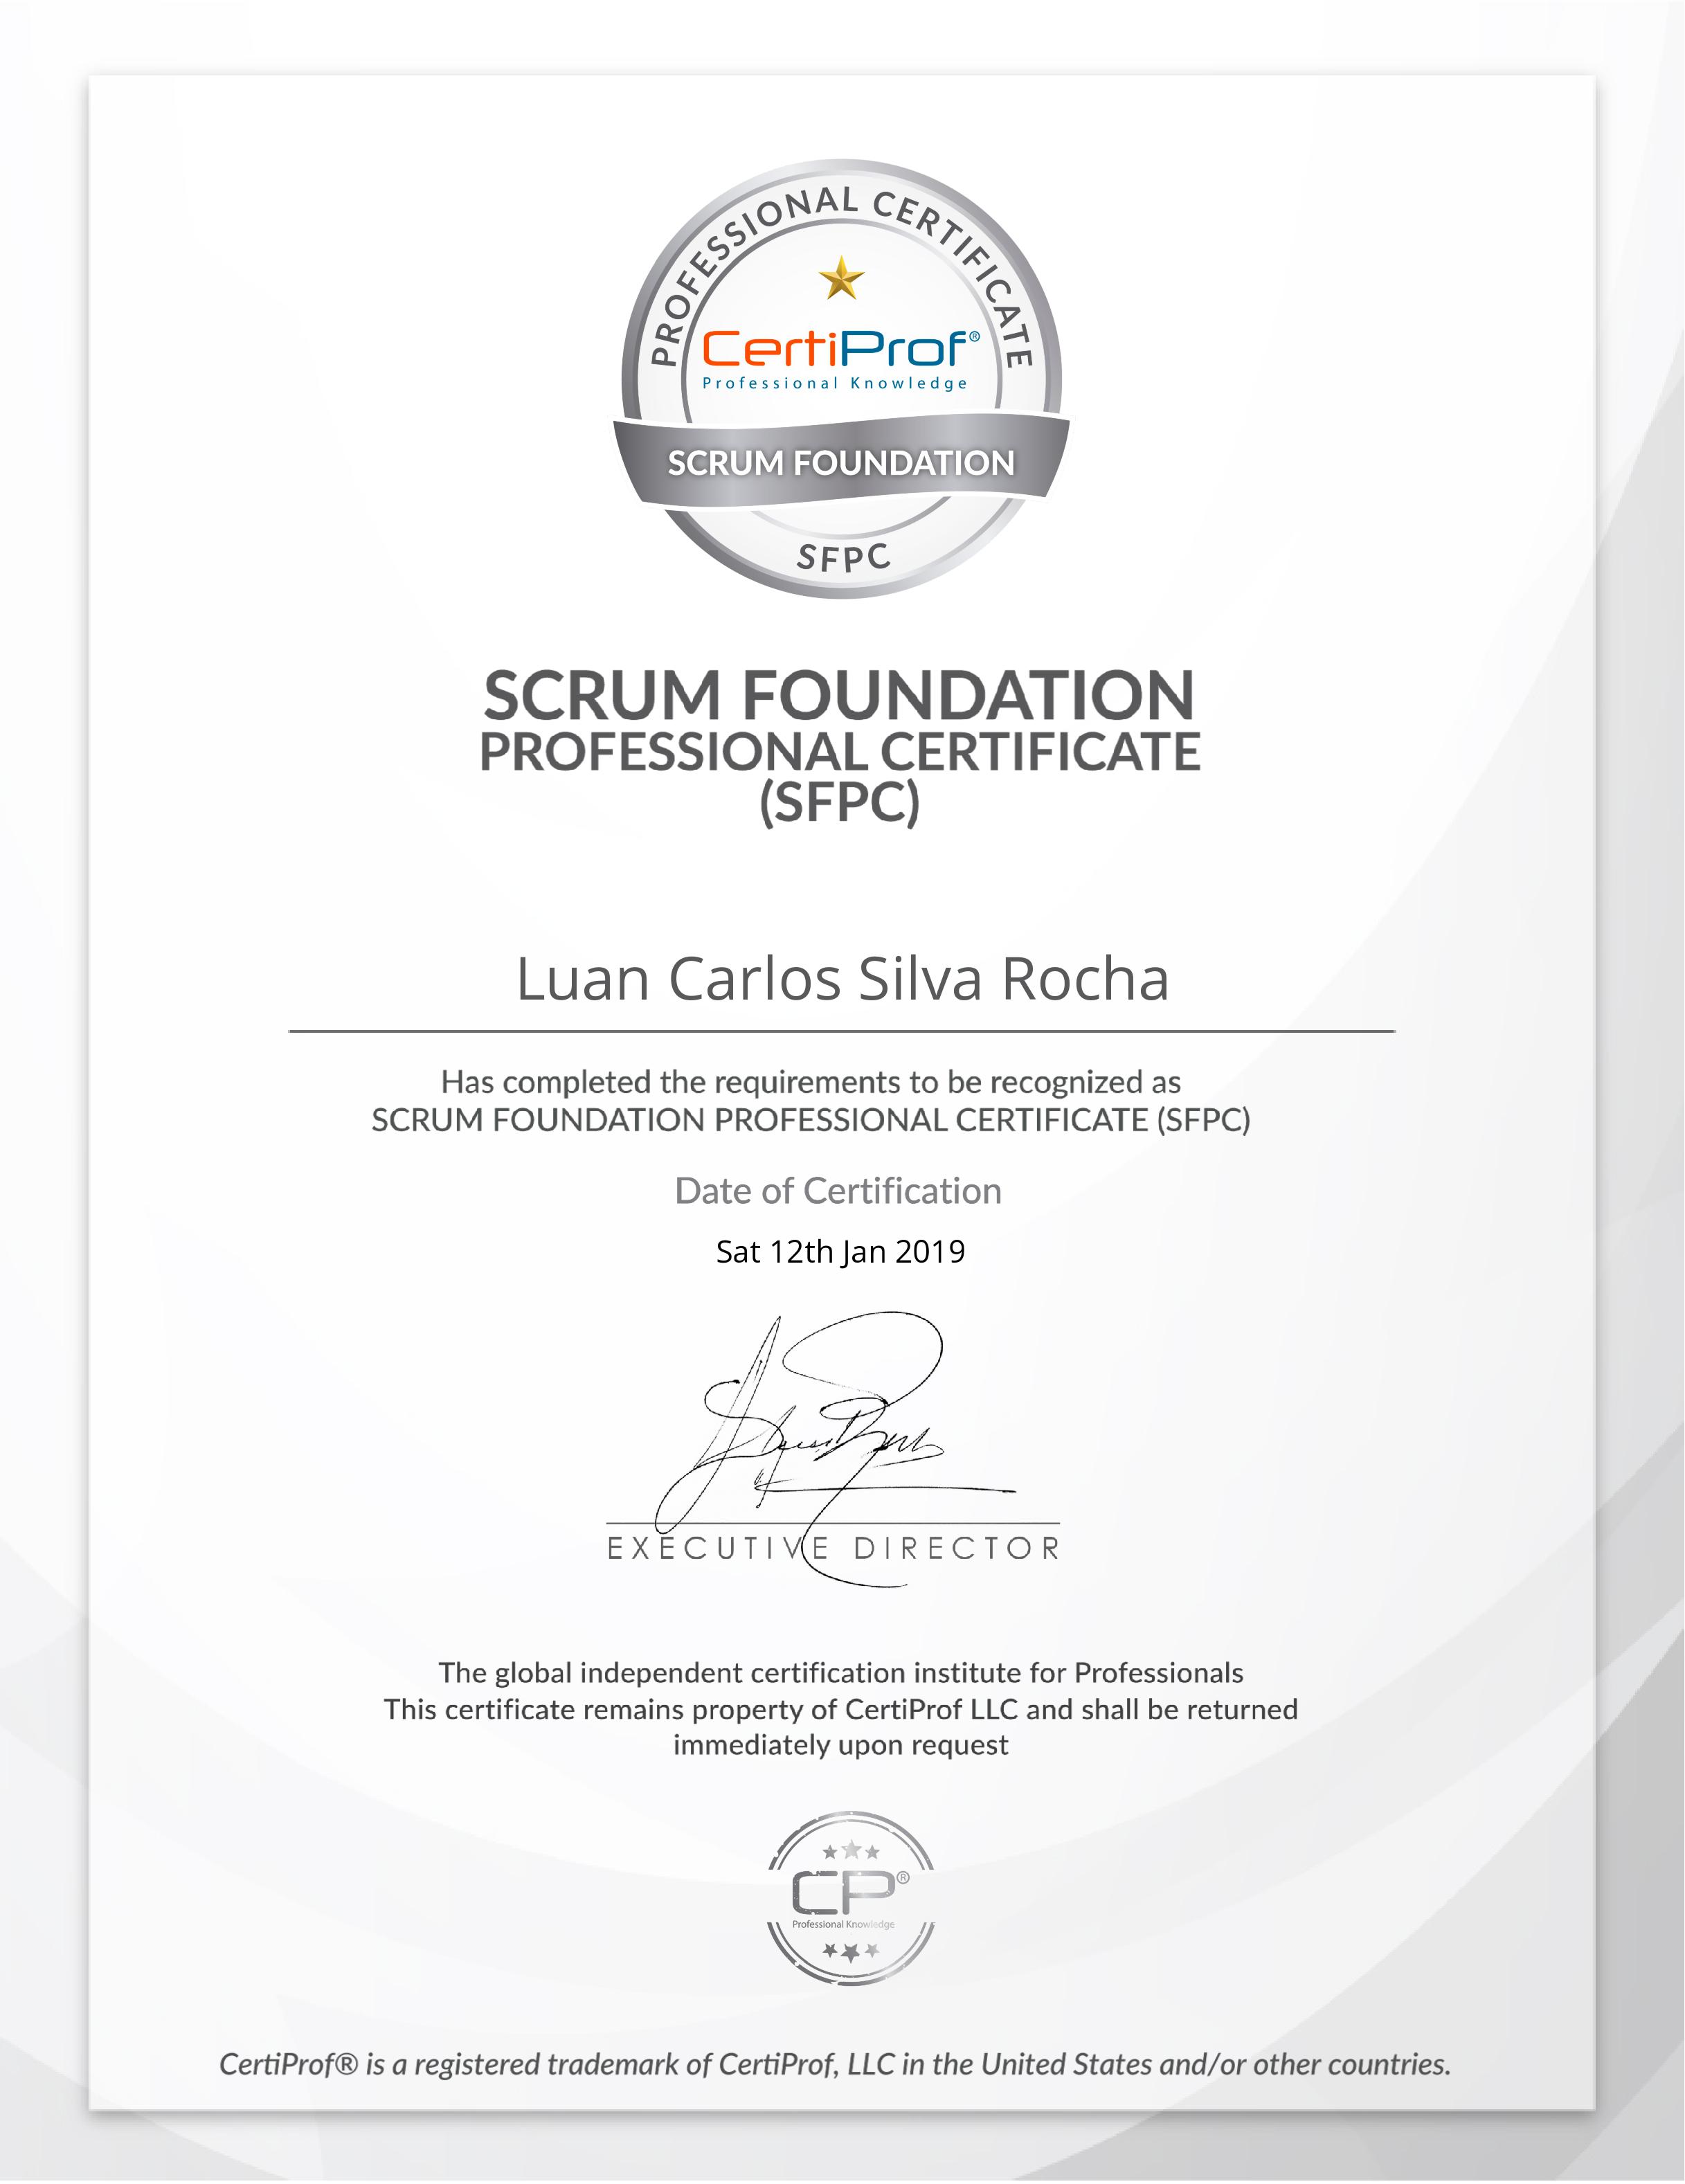 PROFESSIONAL CERTIFICATE
CertiProf®
Professional Knowledge
SCRUM FOUNDATION
SFPC
SCRUM FOUNDATION
PROFESSIONAL CERTIFICATE
(SFPC)
Luan Carlos Silva Rocha
Has completed the requirements to be recognized as
SCRUM FOUNDATION PROFESSIONAL CERTIFICATE (SFPC)
Date of Certification
Sat 12th Jan 2019
EXECUTIVE DIRECTOR
The global independent certification institute for Professionals
This certificate remains property of CertiProf LLC and shall be returned
immediately upon request
CP®
Professional Knowledge
CertiProf® is a registered trademark of CertiProf, LLC in the United States and/or other countries.